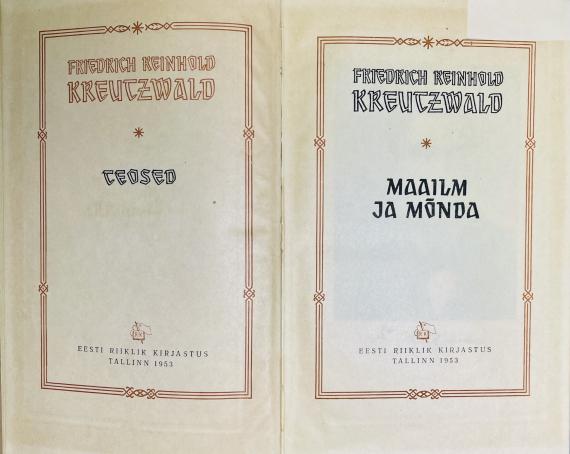 FRIEDRICH REINHOLD
KREUTZWALD
TEOSED
EESTI RIIKLIK KIRJASTUS
TALLINN 1953
FRIEDRICH REINHOLD
KREUTZWALD
MAAILM
JA MÕNDA
EESTI RIIKLIK KIRJASTUS
TALLINN 1953